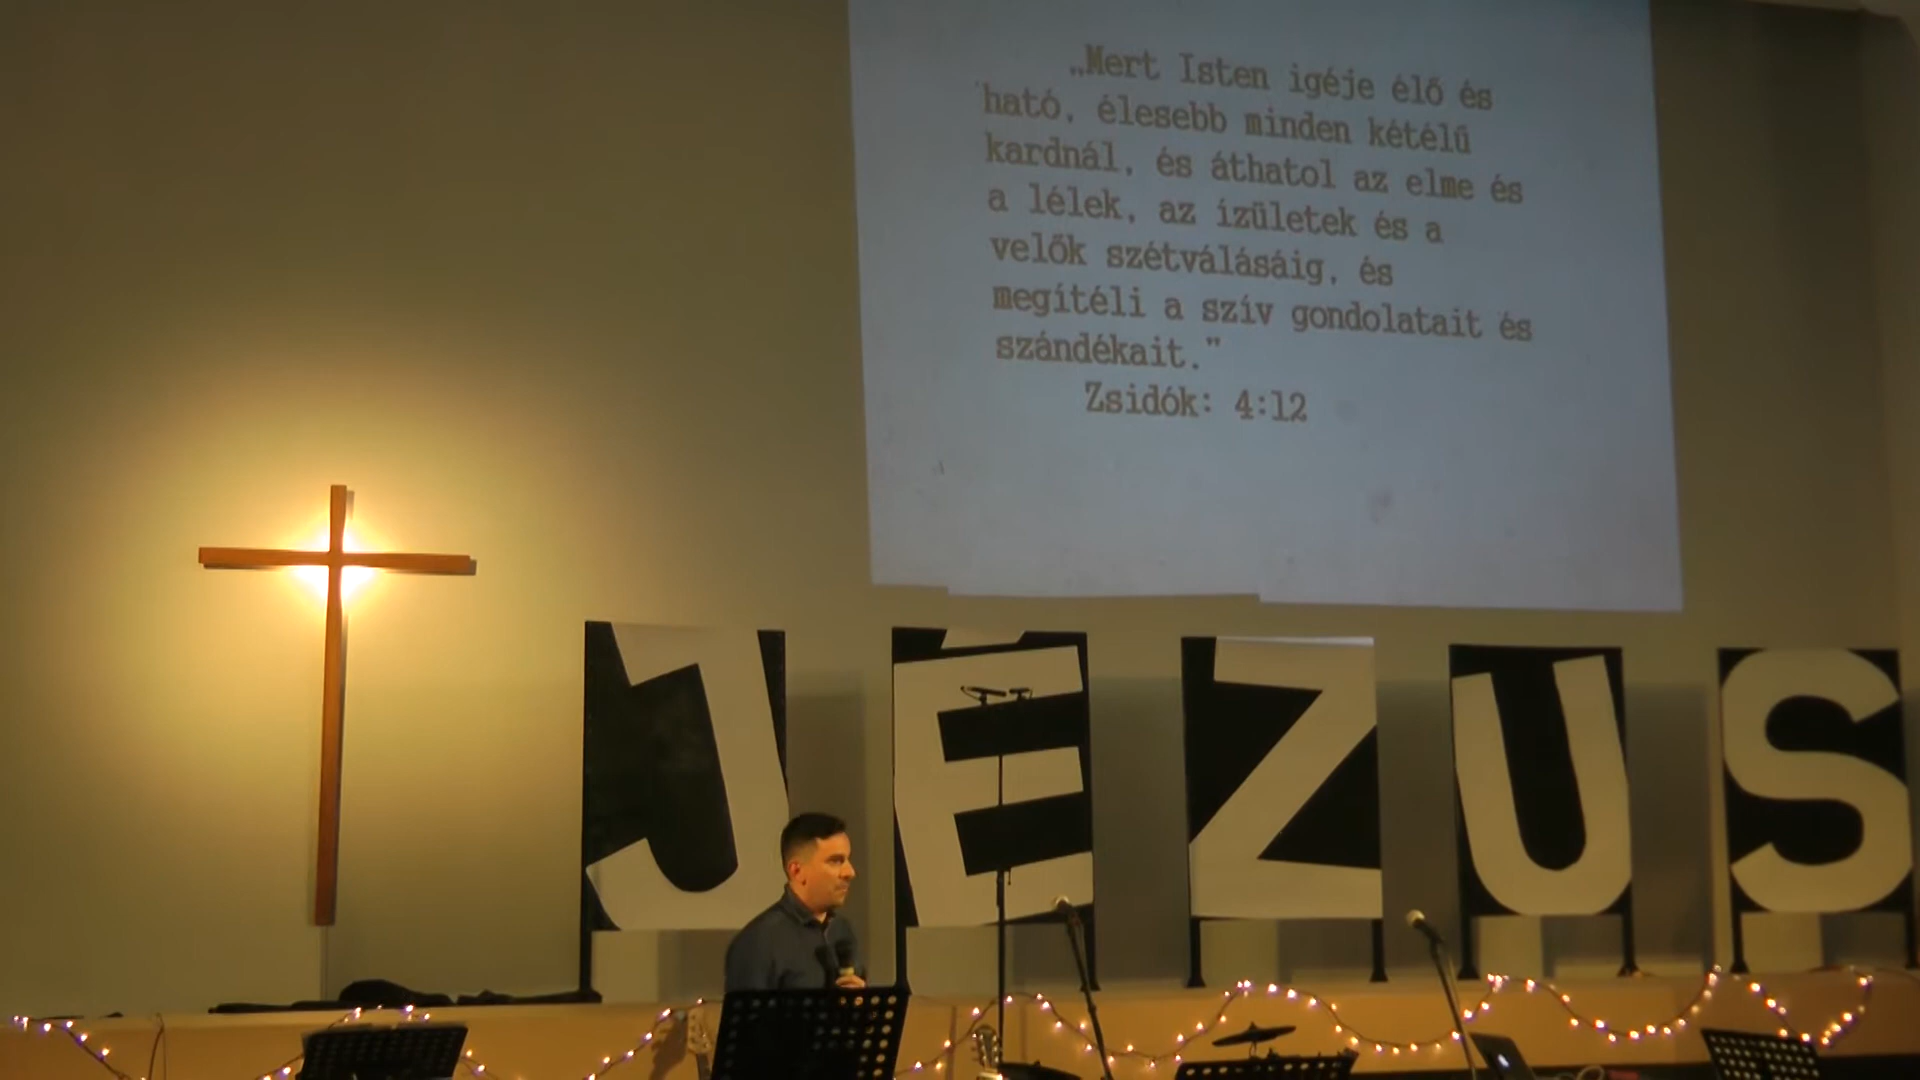 „Mert Isten igéje élő és
ható, élesebb minden kétélű
kardnál, és áthatol az elme és
a lélek, az ízületek és a
velők szétválásáig, és
megítéli a szív gondolatait és
szándékait."
Zsidók: 4:12
JÉZUS